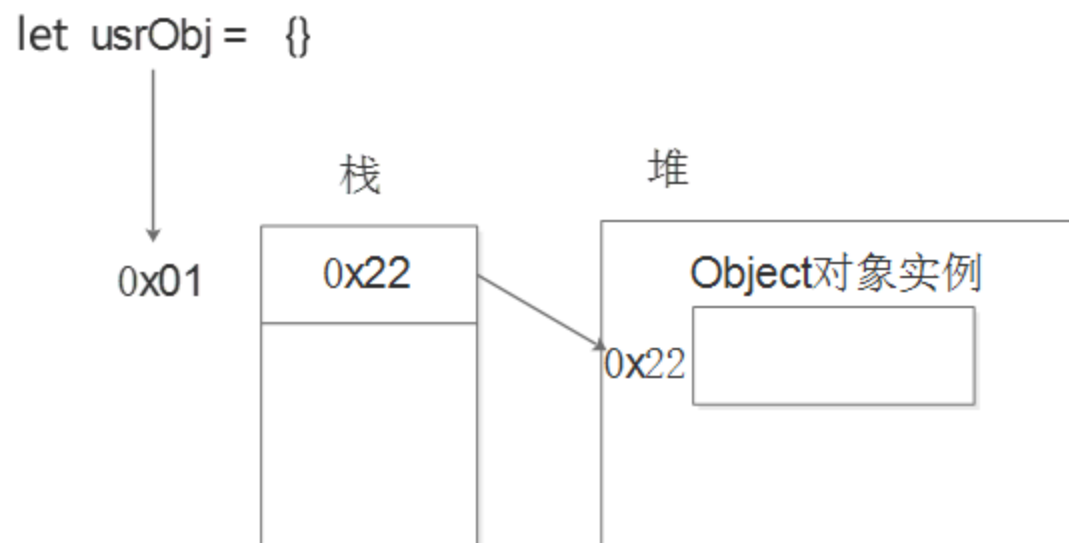 let usrObj = {}
栈
堆
0x01
0x22
Object对象实例
0x22